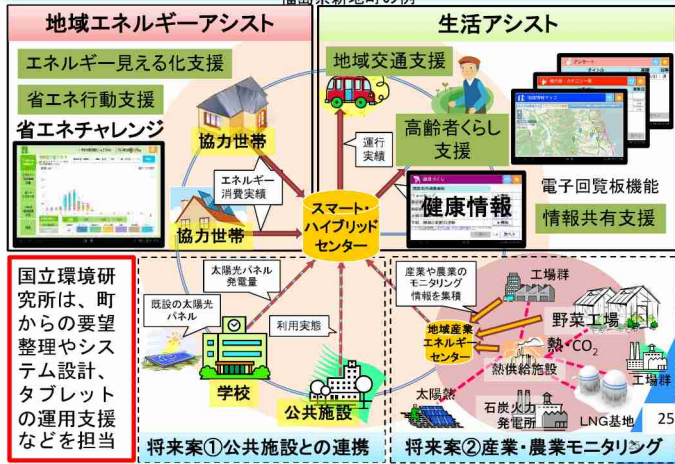 福島県新地町の例
地域エネルギーアシスト
エネルギー見える化支援
省エネ行動支援
省エネチャレンジ
協力世帯
エネルギー
消費実績
協力世帯
生活アシスト
地域交通支援
高齢者くらし
支援
運行
実績
健康情報
電子回覧板機能
情報共有支援
アンケート
スマート・
ハイブリッド
センター
国立環境研
究所は、町
からの要望
整理やシス
テム設計、
タブレット
の運用支援
などを担当
太陽光パネル
発電量
既設の太陽光
パネル
利用実態
学校
公共施設
将来案①公共施設との連携
産業や農業の
モニタリング
情報を集積
地域産業
エネルギー
センター
工場群
野菜工場
熱・CO2
熱供給施設
工場群
太陽熱
石炭火力
発電所
LNG基地
25
将来案②産業・農業モニタリング